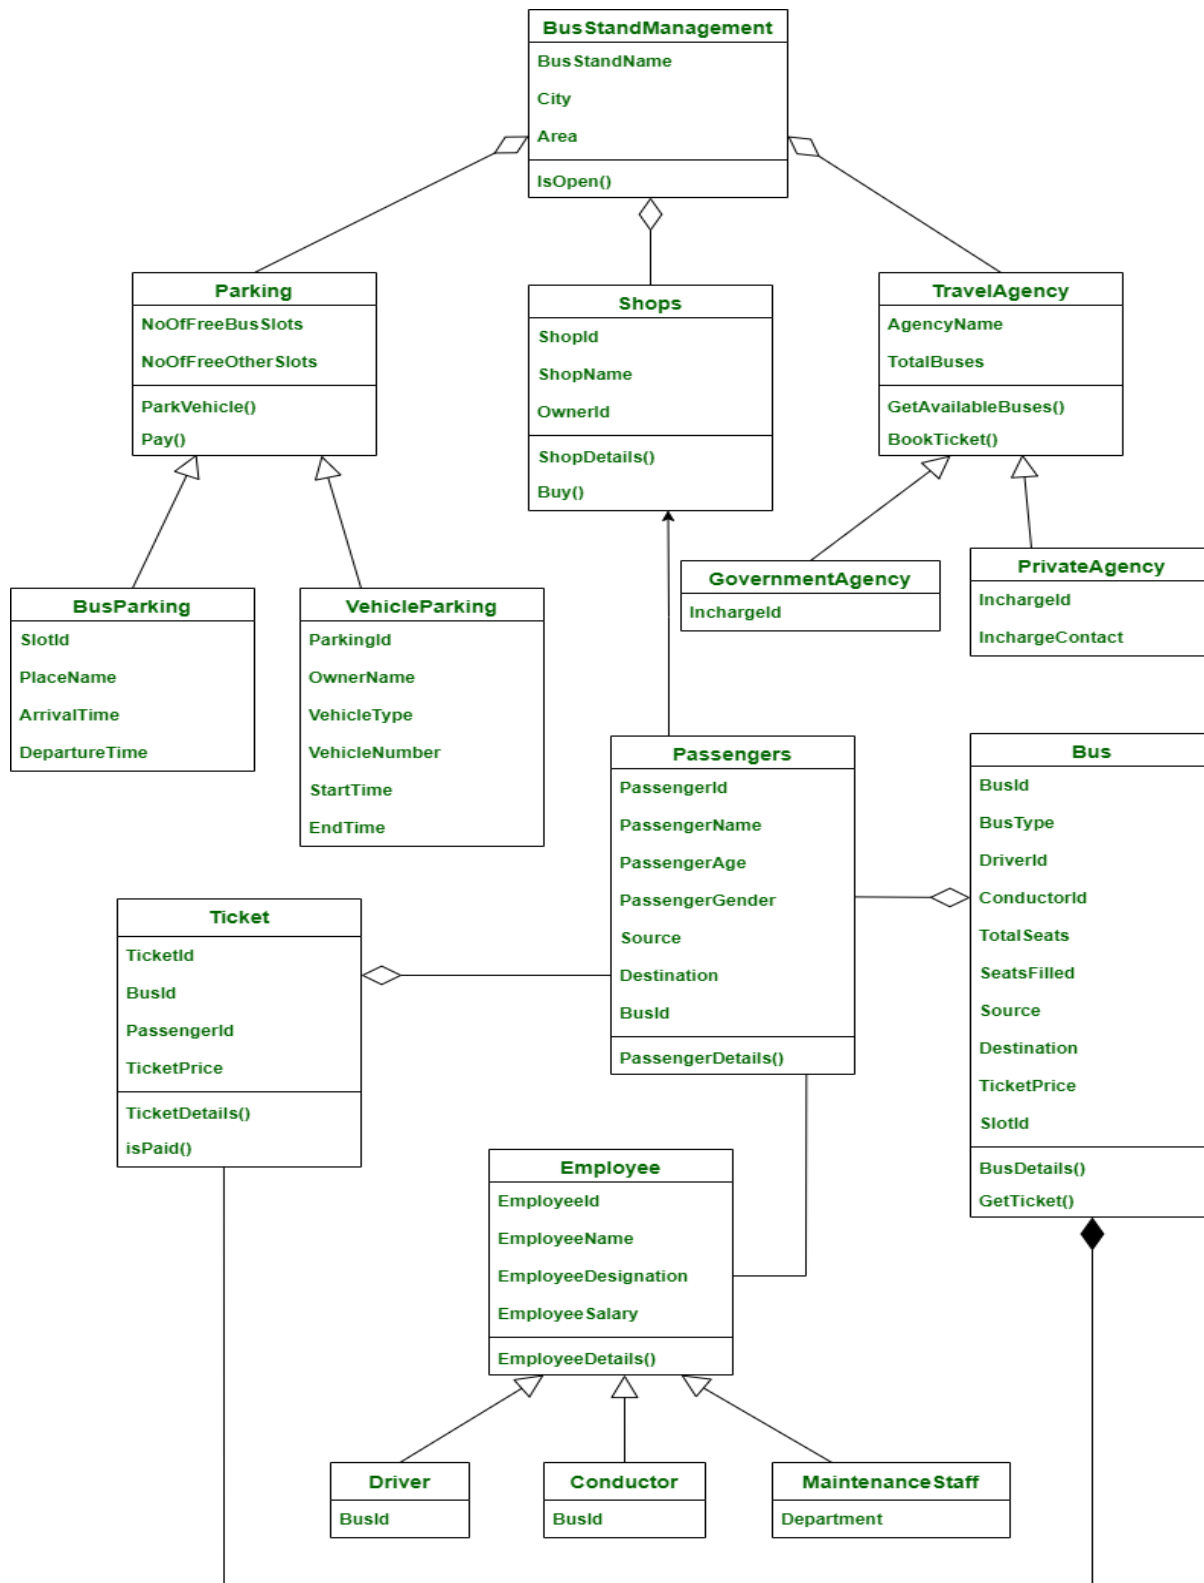 BusStandManagement
BusStandName
City
Area
IsOpen()
Parking
NoOfFreeBusSlots
NoOfFreeOtherSlots
ParkVehicle()
Pay()
Shops
ShopId
ShopName
OwnerId
ShopDetails()
Buy()
TravelAgency
AgencyName
TotalBuses
GetAvailableBuses()
BookTicket()
GovernmentAgency
InchargeId
PrivateAgency
InchargeId
InchargeContact
BusParking
SlotId
PlaceName
ArrivalTime
DepartureTime
VehicleParking
ParkingId
OwnerName
VehicleType
VehicleNumber
StartTime
EndTime
Passengers
PassengerId
PassengerName
PassengerAge
PassengerGender
Source
Destination
BusId
PassengerDetails()
Bus
BusId
BusType
DriverId
ConductorId
TotalSeats
SeatsFilled
Source
Destination
TicketPrice
SlotId
BusDetails()
GetTicket()
Ticket
TicketId
BusId
PassengerId
TicketPrice
TicketDetails()
isPaid()
Employee
EmployeeId
EmployeeName
EmployeeDesignation
EmployeeSalary
EmployeeDetails()
Driver
BusId
Conductor
BusId
MaintenanceStaff
Department